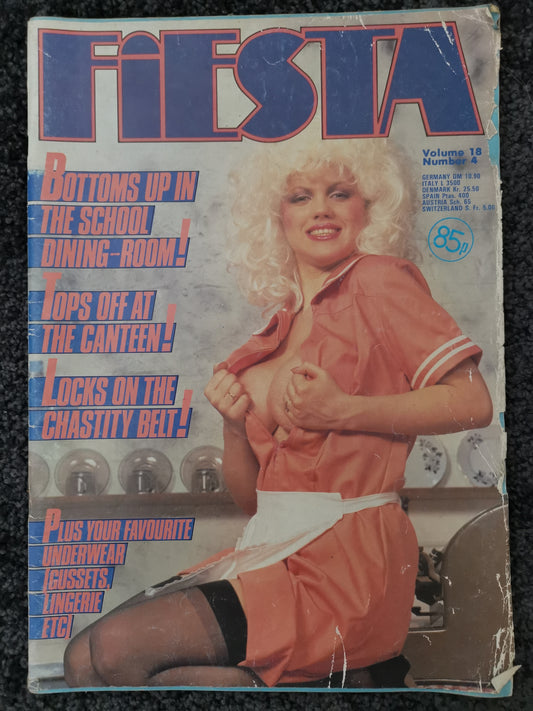 FiESTA
Volume 18
Number 4
GERMANY DM 10.90
ITALY L 3500
DENMARK Kr. 25.50
SPAIN Ptas. 400
AUSTRIA Sch. 65
SWITZERLAND S. Fr. 5.00
85p
BOTTOMS UP IN
THE SCHOOL
DINING-ROOM!
TOPS OFF AT
THE CANTEEN!
LOCKS ON THE
CHASTITY BELT!
PLUS YOUR FAVOURITE
UNDERWEAR
(GUSSETS,
LINGERIE
ETC)